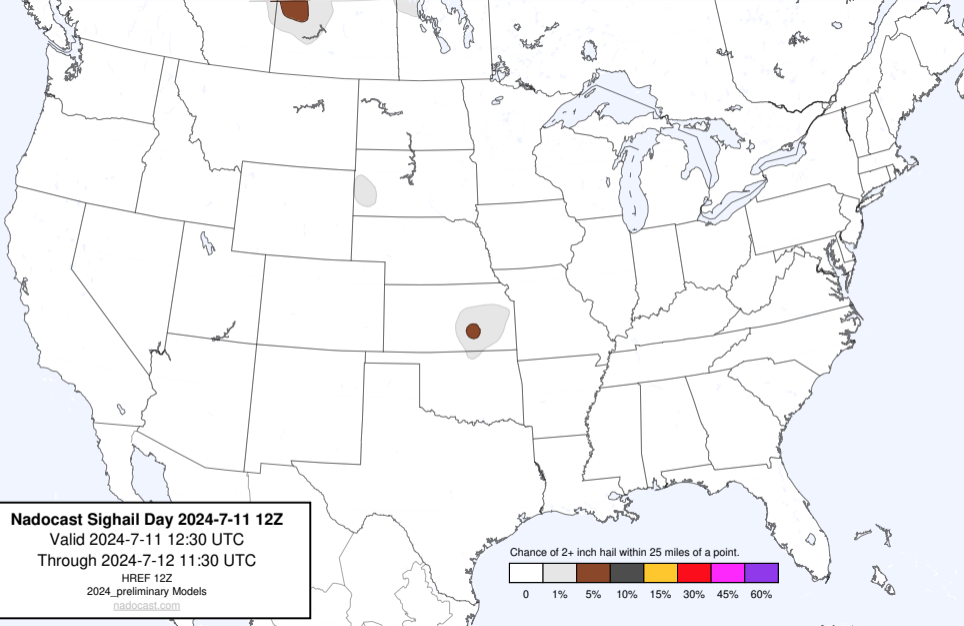 Nadocast Sighail Day 2024-7-11 12Z
Valid 2024-7-11 12:30 UTC
Through 2024-7-12 11:30 UTC
HREF 12Z
2024_preliminary Models
nadocast.com
Chance of 2+ inch hail within 25 miles of a point.
0 1% 5% 10% 15% 30% 45% 60%